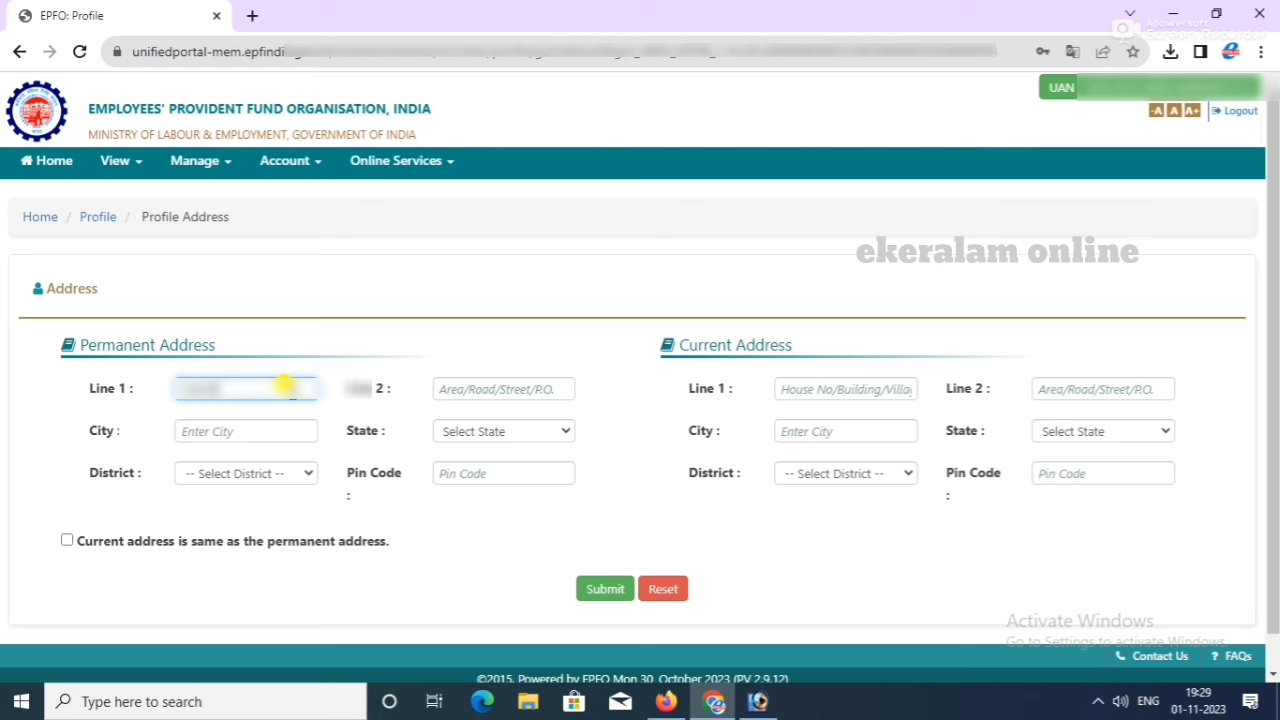 EPFO: Profile
Apowersoft
Screen Recorder
unifiedportal-mem.epfindi
UAN
EMPLOYEES' PROVIDENT FUND ORGANISATION, INDIA
MINISTRY OF LABOUR & EMPLOYMENT, GOVERNMENT OF INDIA
-A A A+ Logout
Home View Manage Account Online Services
Home / Profile / Profile Address
ekeralam online
Address
Permanent Address
Current Address
Line 1 : 2 : Area/Road/Street/P.O.
Line 1 : House No/Building/Villa Line 2 : Area/Road/Street/P.O.
City : Enter City State : Select State
City : Enter City State : Select State
District : -- Select District -- Pin Code : Pin Code
District : -- Select District -- Pin Code : Pin Code
Current address is same as the permanent address.
Submit Reset
Activate Windows
Go to Settings to activate Windows.
Contact Us ? FAQs
©2015. Powered by EPFO Mon 30, October 2023 (PV 2.9.12)
Type here to search
ENG
19:29
01-11-2023